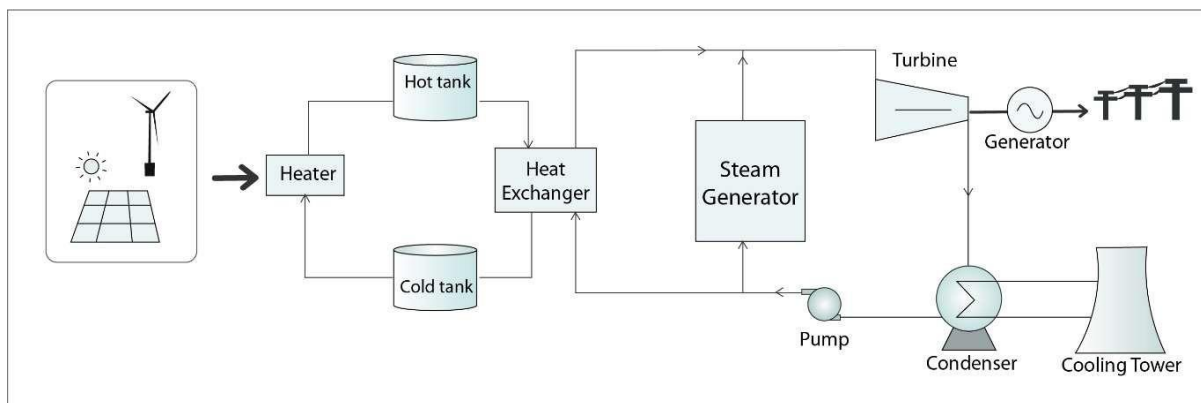 Turbine
Hot tank
Generator
Heater
Heat
Exchanger
Steam
Generator
Cold tank
Pump
Condenser
Cooling Tower